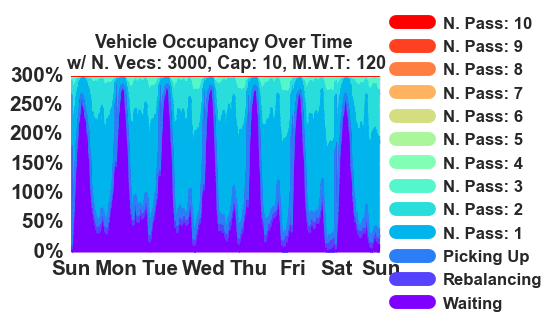 Vehicle Occupancy Over Time
w/ N. Vecs: 3000, Cap: 10, M.W.T: 120
300%
250%
200%
150%
100%
50%
0%
Sun Mon Tue Wed Thu Fri Sat Sun
N. Pass: 10
N. Pass: 9
N. Pass: 8
N. Pass: 7
N. Pass: 6
N. Pass: 5
N. Pass: 4
N. Pass: 3
N. Pass: 2
N. Pass: 1
Picking Up
Rebalancing
Waiting